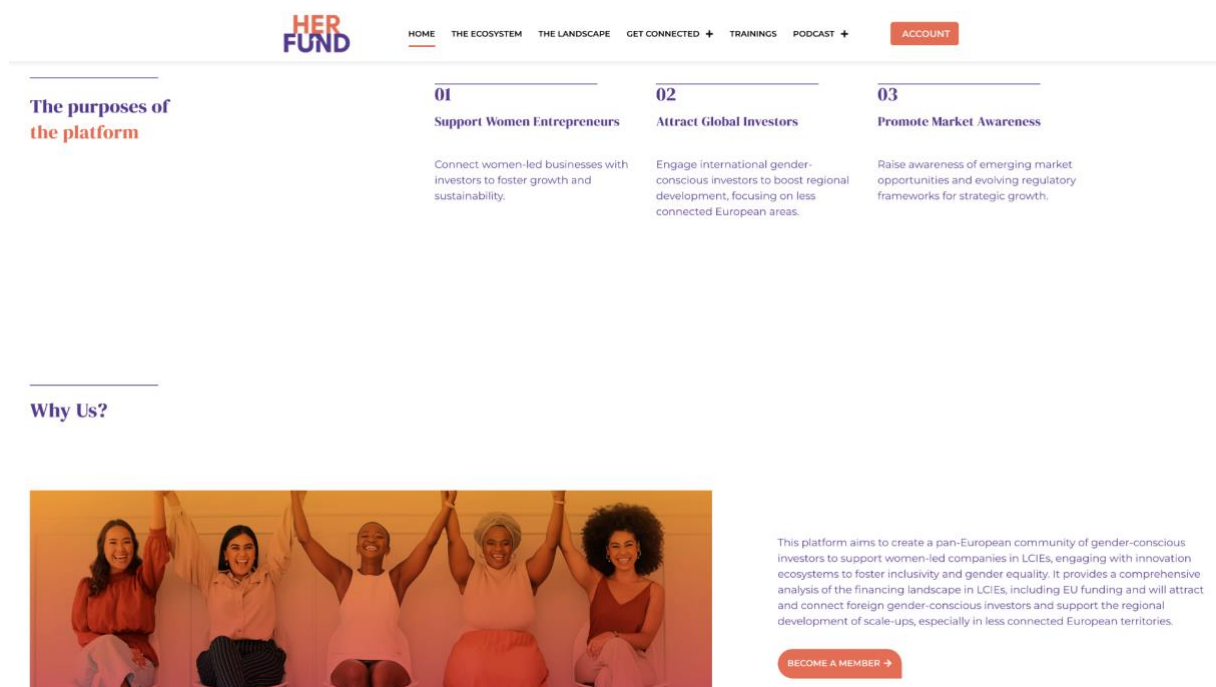 HER
FUND
HOME THE ECOSYSTEM THE LANDSCAPE GET CONNECTED + TRAININGS PODCAST + ACCOUNT
The purposes of
the platform
01
Support Women Entrepreneurs
Connect women-led businesses with
investors to foster growth and
sustainability.
02
Attract Global Investors
Engage international gender-
conscious investors to boost regional
development, focusing on less
connected European areas.
03
Promote Market Awareness
Raise awareness of emerging market
opportunities and evolving regulatory
frameworks for strategic growth.
Why Us?
This platform aims to create a pan-European community of gender-conscious
investors to support women-led companies in LCIEs, engaging with innovation
ecosystems to foster inclusivity and gender equality. It provides a comprehensive
analysis of the financing landscape in LCIEs, including EU funding and will attract
and connect foreign gender-conscious investors and support the regional
development of scale-ups, especially in less connected European territories.
BECOME A MEMBER →